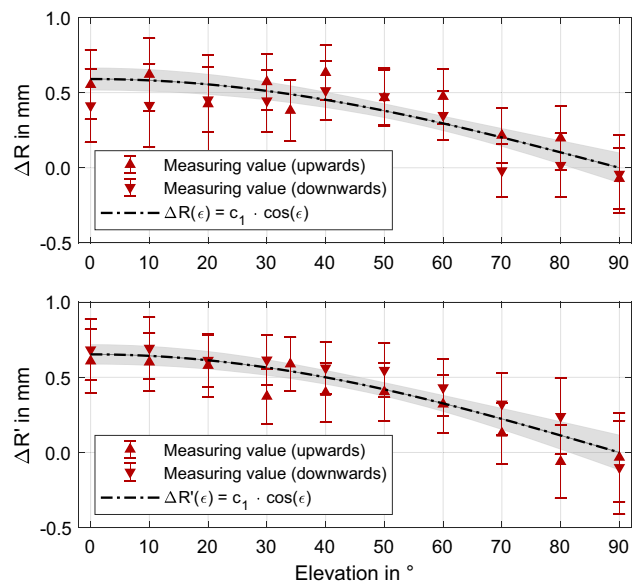 1.0
0.5
0.0
-0.5
ΔR in mm
Measuring value (upwards)
Measuring value (downwards)
ΔR(ϵ) = c₁ · cos(ϵ)
0 10 20 30 40 50 60 70 80 90
1.0
0.5
0.0
-0.5
ΔR' in mm
Measuring value (upwards)
Measuring value (downwards)
ΔR'(ϵ) = c₁ · cos(ϵ)
0 10 20 30 40 50 60 70 80 90
Elevation in °